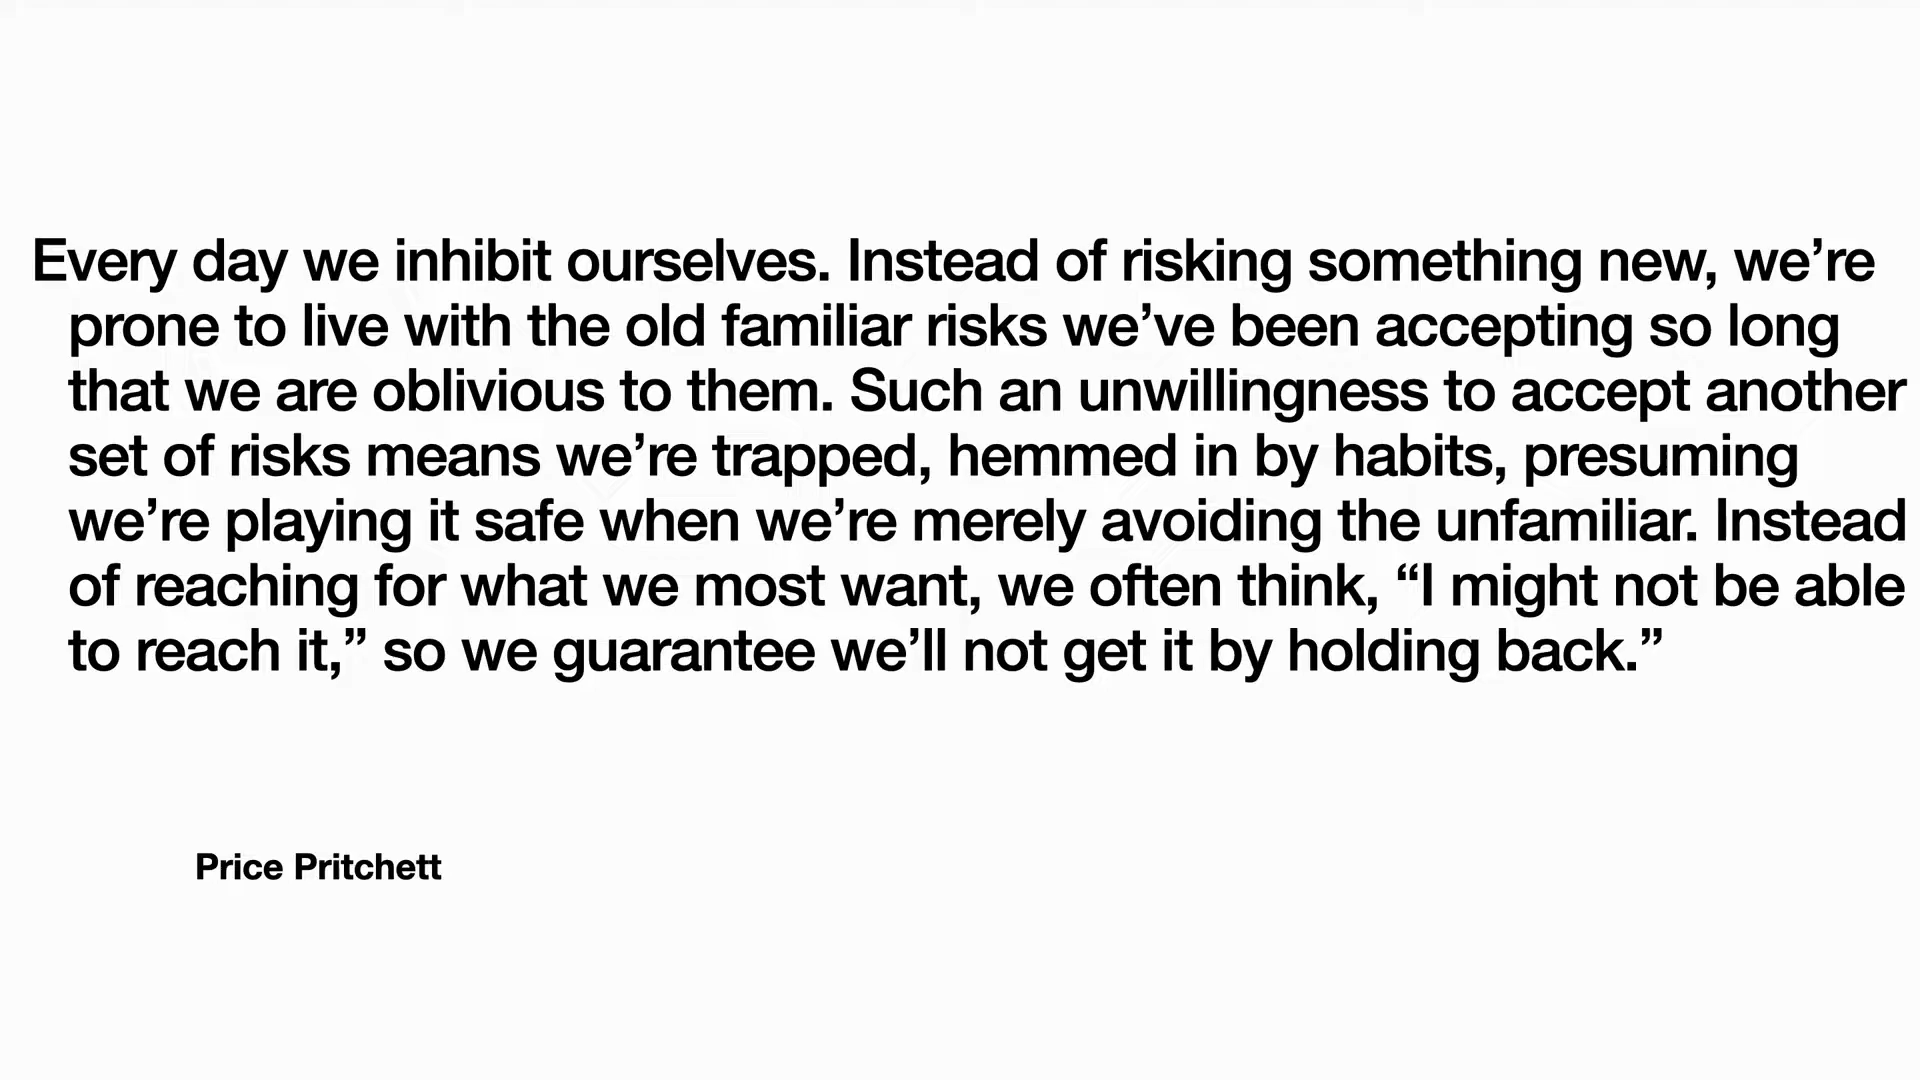 Every day we inhibit ourselves. Instead of risking something new, we’re
prone to live with the old familiar risks we’ve been accepting so long
that we are oblivious to them. Such an unwillingness to accept another
set of risks means we’re trapped, hemmed in by habits, presuming
we’re playing it safe when we’re merely avoiding the unfamiliar. Instead
of reaching for what we most want, we often think, “I might not be able
to reach it,” so we guarantee we’ll not get it by holding back.”
Price Pritchett